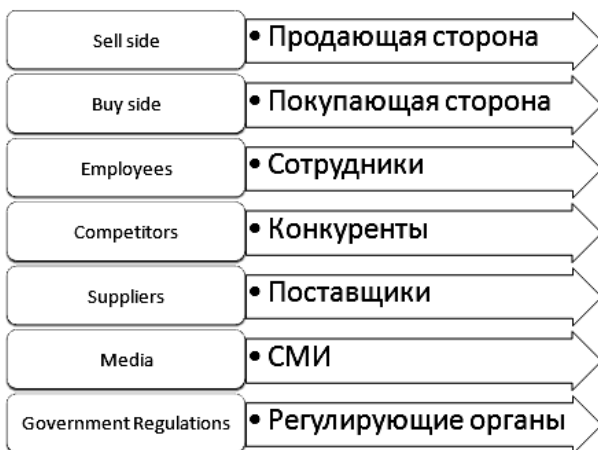 Sell side
• Продающая сторона
Buy side
• Покупающая сторона
Employees
• Сотрудники
Competitors
• Конкуренты
Suppliers
• Поставщики
Media
• СМИ
Government Regulations
• Регулирующие органы